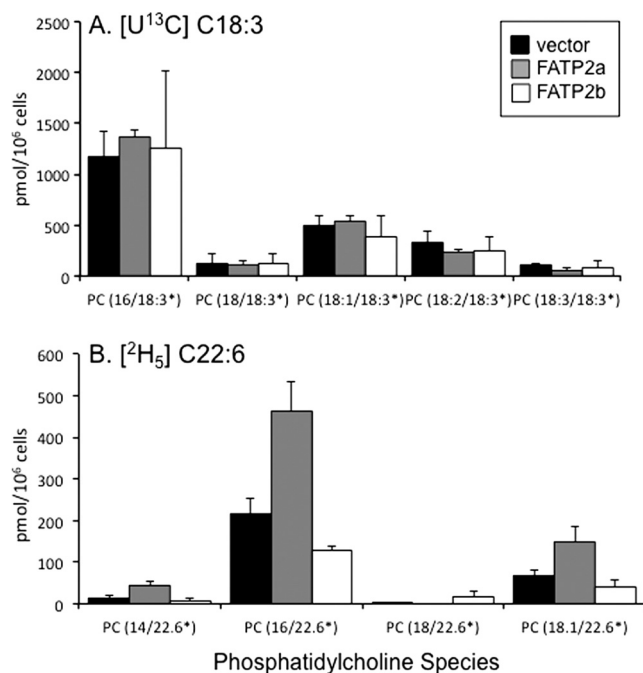 A. [U¹³C] C18:3
vector
FATP2a
FATP2b
pmol/10⁶ cells
3000
2500
2000
1500
1000
500
0
PC (16/18:3*) PC (18/18:3*) PC (18:1/18:3*) PC (18:2/18:3*) PC (18:3/18:3*)
B. [²H₅] C22:6
pmol/10⁶ cells
600
500
400
300
200
100
0
PC (14/22.6*) PC (16/22.6*) PC (18/22.6*) PC (18.1/22.6*)
Phosphatidylcholine Species